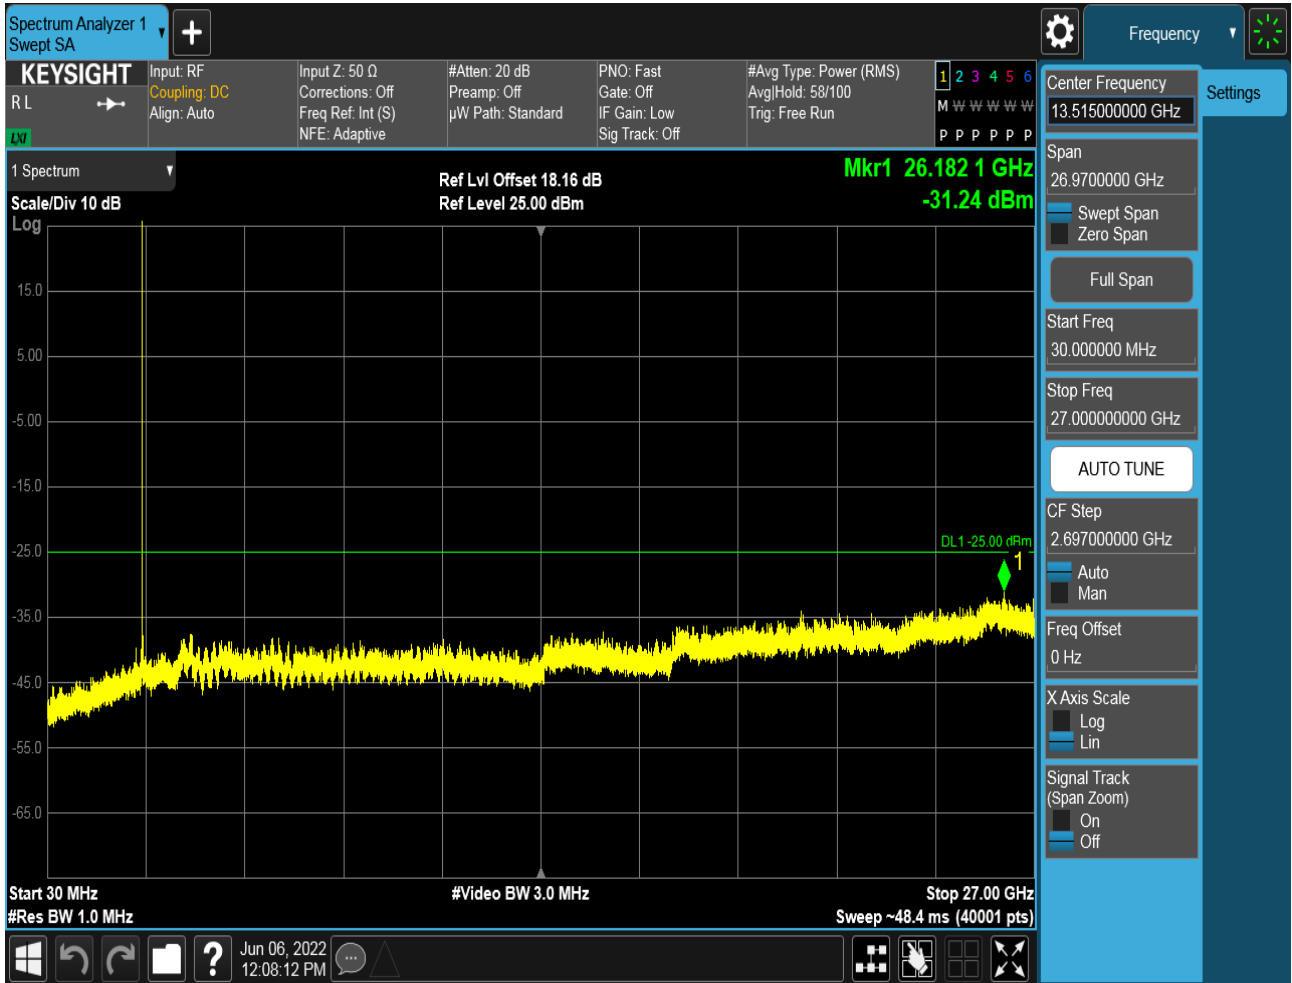 Spectrum Analyzer 1
Swept SA
Frequency
KEYSIGHT
R L
LXI
Input: RF
Coupling: DC
Align: Auto
Input Z: 50 Ω
Corrections: Off
Freq Ref: Int (S)
NFE: Adaptive
#Atten: 20 dB
Preamp: Off
µW Path: Standard
PNO: Fast
Gate: Off
IF Gain: Low
Sig Track: Off
#Avg Type: Power (RMS)
Avg|Hold: 58/100
Trig: Free Run
1 2 3 4 5 6
M W W W W W
P P P P P P
1 Spectrum
Scale/Div 10 dB
Log
Ref Lvl Offset 18.16 dB
Ref Level 25.00 dBm
Mkr1 26.182 1 GHz
-31.24 dBm
15.0
5.00
-5.00
-15.0
-25.0
-35.0
-45.0
-55.0
-65.0
DL1 -25.00 dBm
1
Start 30 MHz
#Res BW 1.0 MHz
#Video BW 3.0 MHz
Stop 27.00 GHz
Sweep ~48.4 ms (40001 pts)
Jun 06, 2022
12:08:12 PM
Center Frequency
13.515000000 GHz
Span
26.9700000 GHz
Swept Span
Zero Span
Full Span
Start Freq
30.000000 MHz
Stop Freq
27.000000000 GHz
AUTO TUNE
CF Step
2.697000000 GHz
Auto
Man
Freq Offset
0 Hz
X Axis Scale
Log
Lin
Signal Track
(Span Zoom)
On
Off
Settings